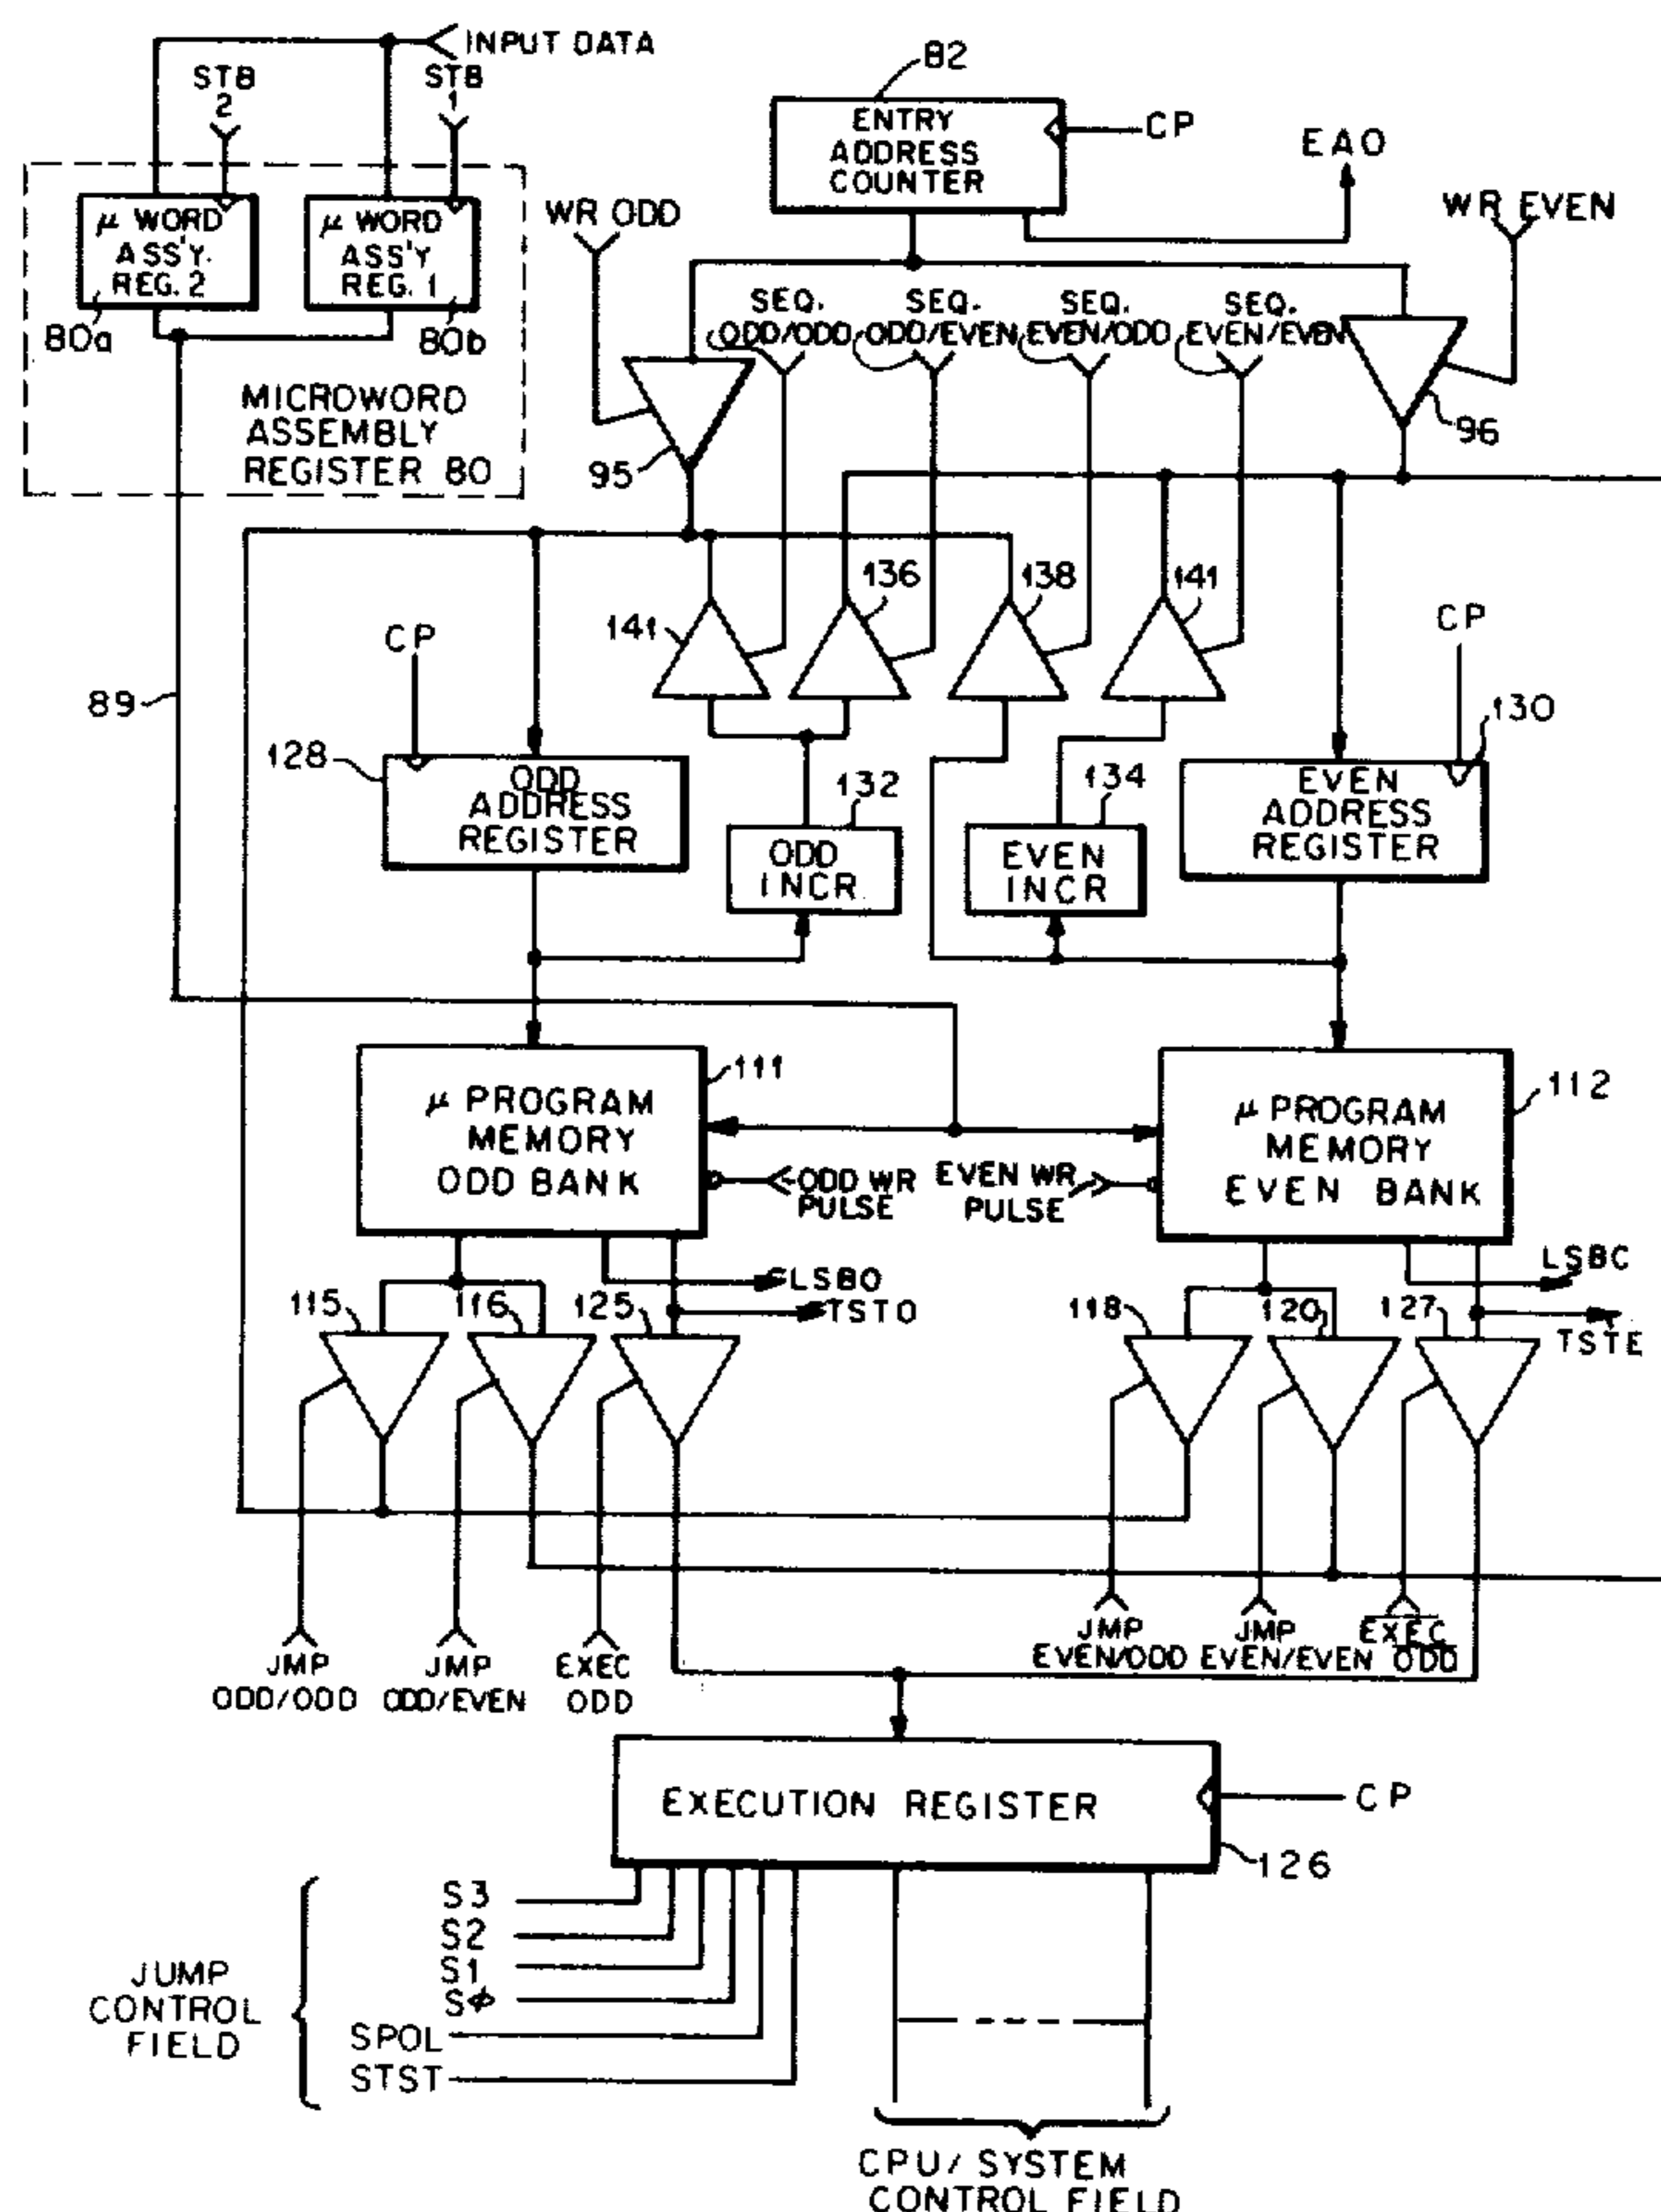 INPUT DATA
STB
2
STB
1
μ WORD
ASS'Y.
REG. 2
μ WORD
ASS'Y
REG. 1
80a
80b
MICROWORD
ASSEMBLY
REGISTER 80
82
ENTRY
ADDRESS
COUNTER
CP
EAO
WR ODD
WR EVEN
SEQ.
ODD/ODD
SEQ.
ODD/EVEN
SEQ.
EVEN/ODD
SEQ.
EVEN/EVEN
95
96
141
136
138
141
CP
CP
89
128
ODD
ADDRESS
REGISTER
132
ODD
INCR
134
EVEN
INCR
130
EVEN
ADDRESS
REGISTER
111
μ PROGRAM
MEMORY
ODD BANK
112
μ PROGRAM
MEMORY
EVEN BANK
ODD WR
PULSE
EVEN WR
PULSE
LSBO
TSTO
LSBC
TSTE
115
116
125
118
120
127
JMP
ODD/ODD
JMP
ODD/EVEN
EXEC
ODD
JMP
EVEN/ODD
JMP
EVEN/EVEN
EXEC
ODD
EXECUTION REGISTER
CP
126
JUMP
CONTROL
FIELD
S3
S2
S1
Sϕ
SPOL
STST
CPU/ SYSTEM
CONTROL FIELD